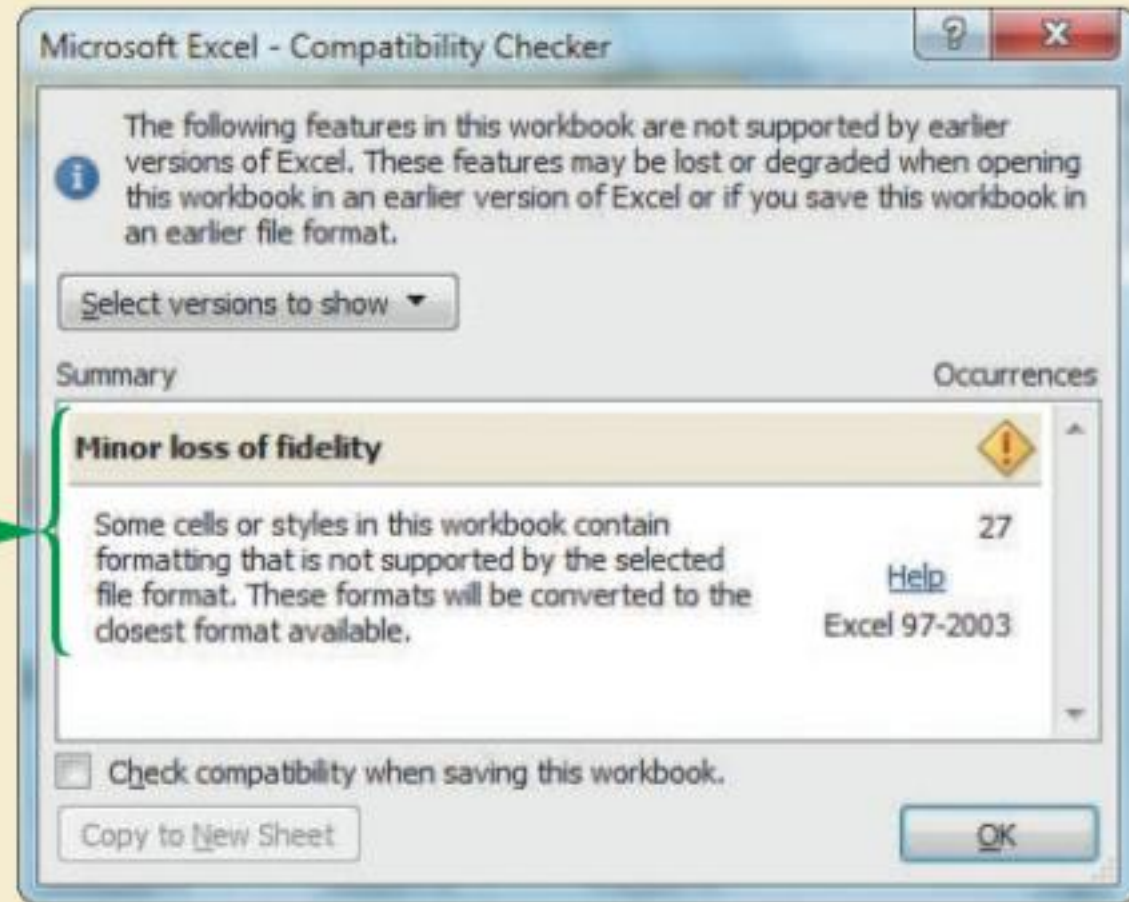 Microsoft Excel - Compatibility Checker
The following features in this workbook are not supported by earlier
versions of Excel. These features may be lost or degraded when opening
this workbook in an earlier version of Excel or if you save this workbook in
an earlier file format.
Select versions to show
Summary Occurrences
Minor loss of fidelity
Some cells or styles in this workbook contain 27
formatting that is not supported by the selected
file format. These formats will be converted to the Help
closest format available. Excel 97-2003
Check compatibility when saving this workbook.
Copy to New Sheet OK